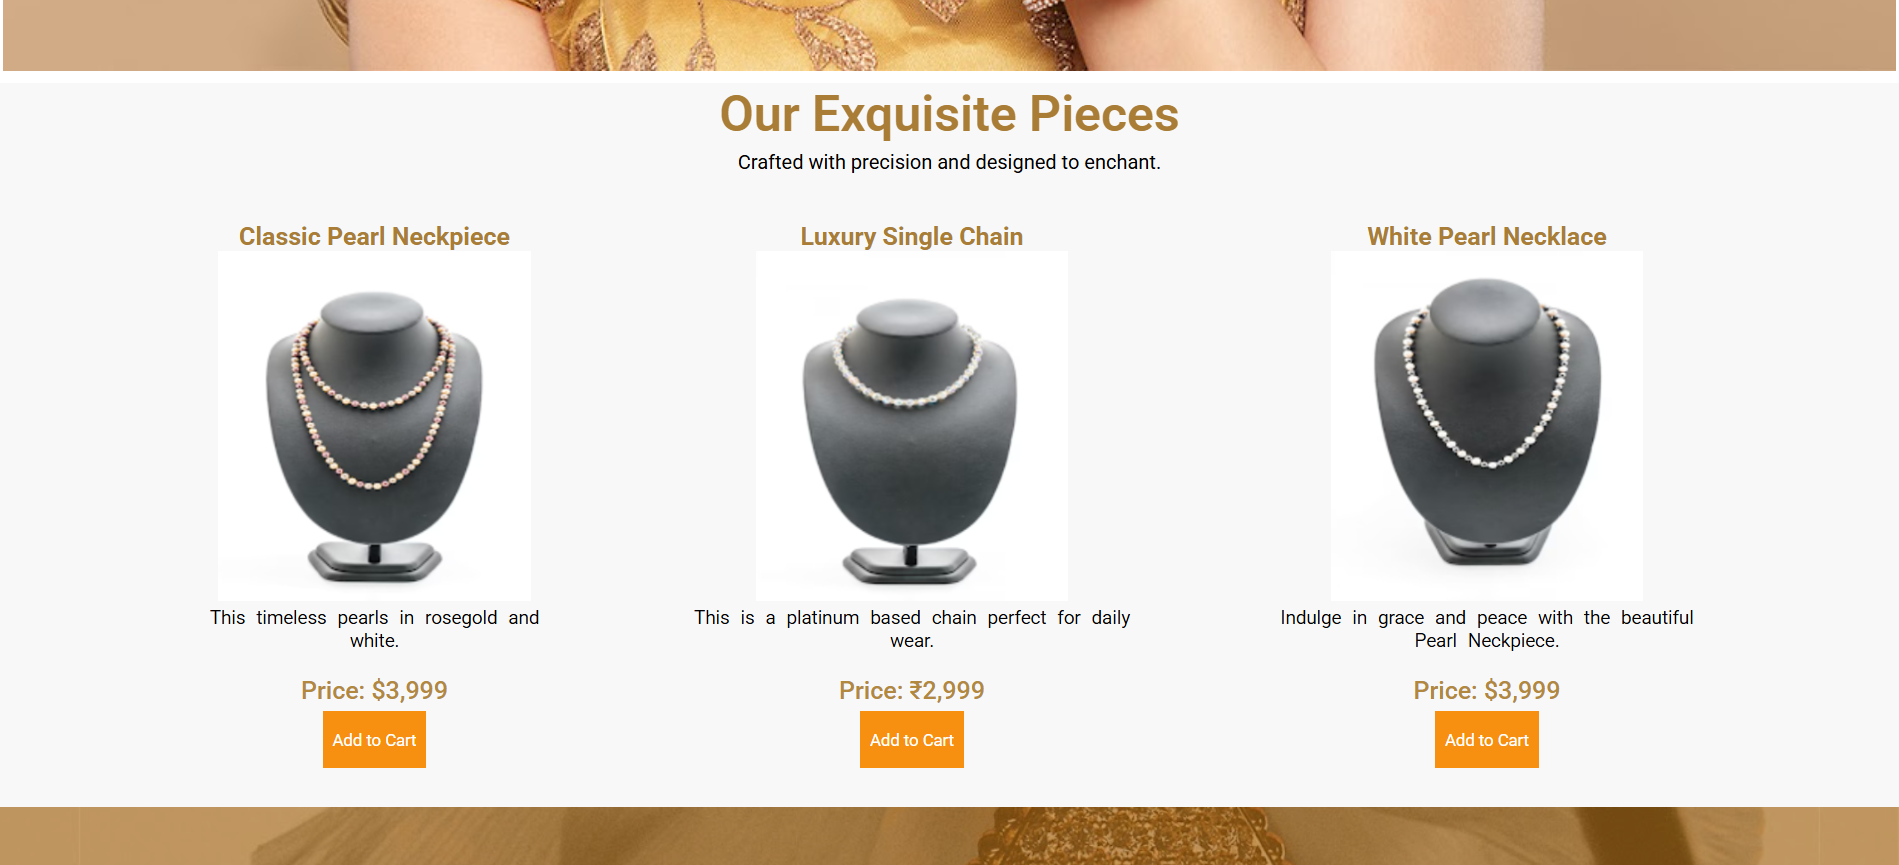 Our Exquisite Pieces
Crafted with precision and designed to enchant.
Classic Pearl Neckpiece
This timeless pearls in rosegold and
white.
Price: $3,999
Add to Cart
Luxury Single Chain
This is a platinum based chain perfect for daily
wear.
Price: ₹2,999
Add to Cart
White Pearl Necklace
Indulge in grace and peace with the beautiful
Pearl Neckpiece.
Price: $3,999
Add to Cart